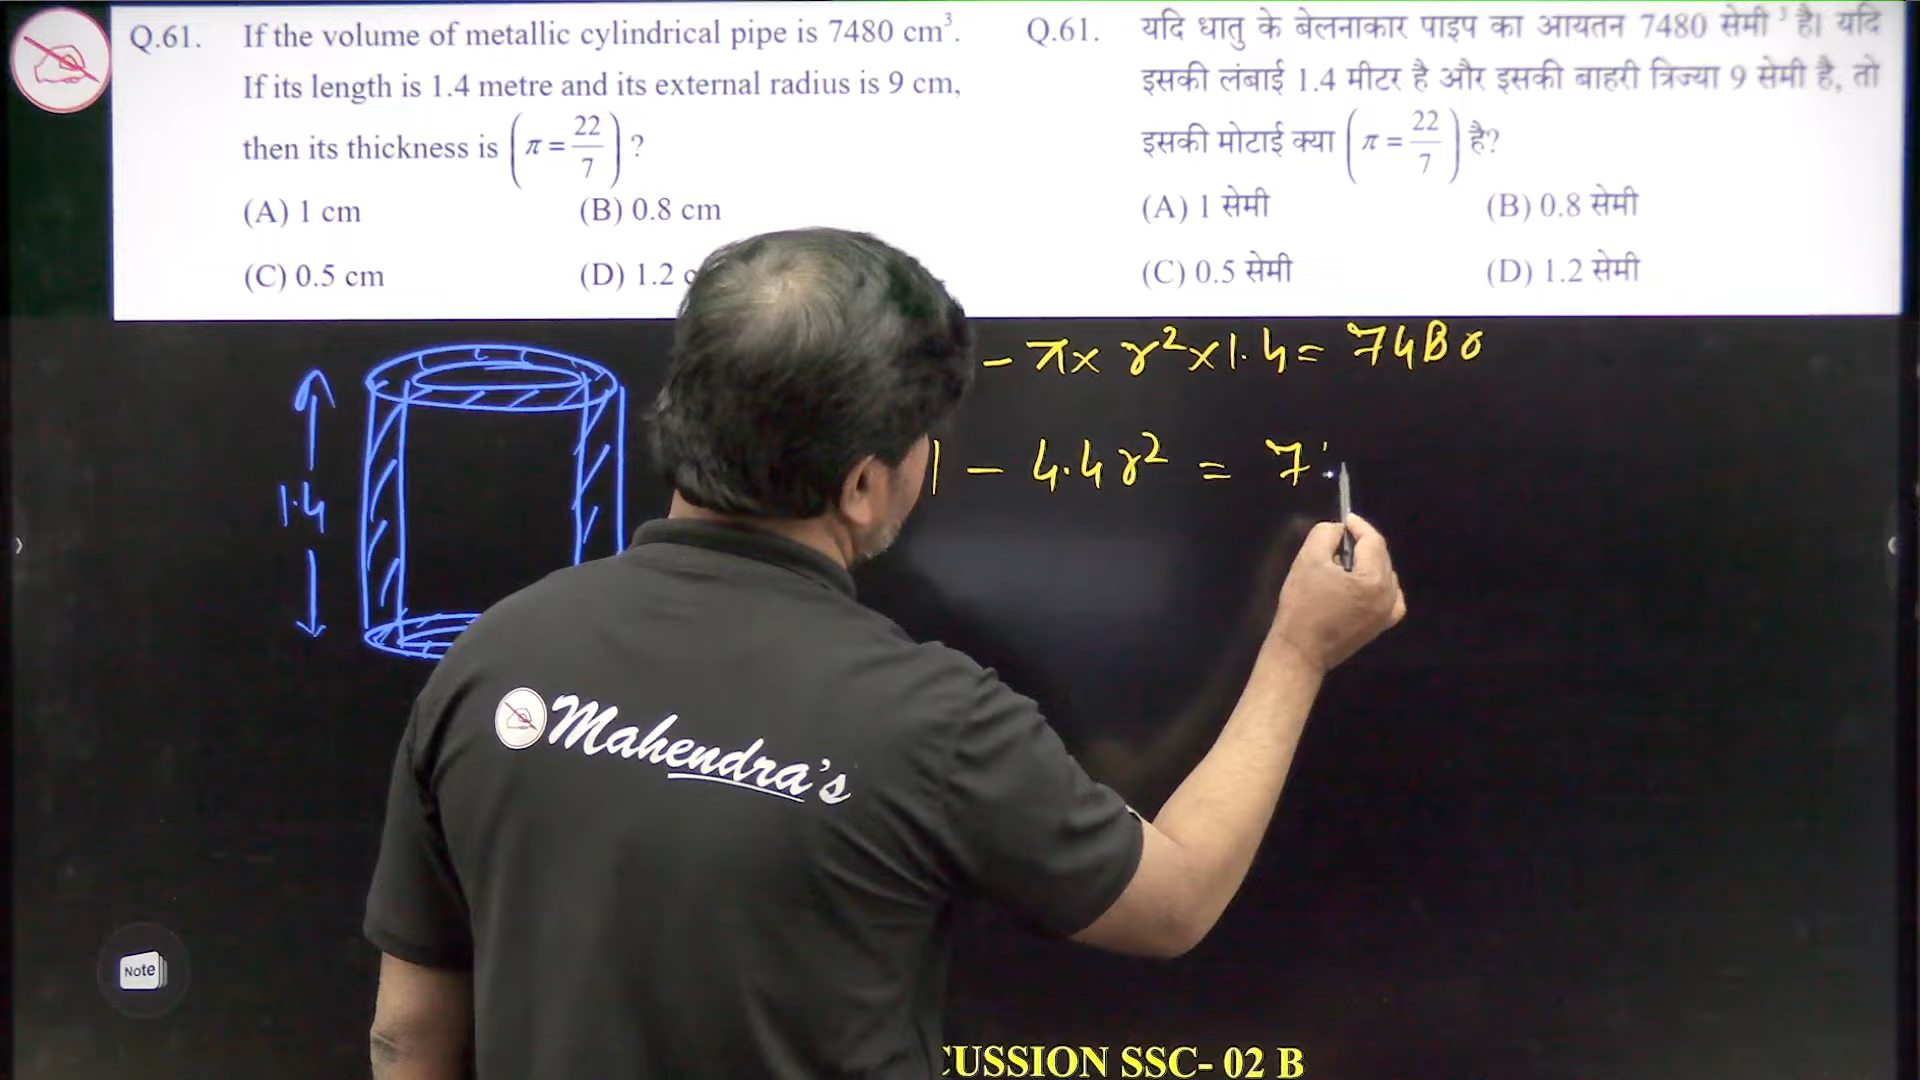 Q.61. If the volume of metallic cylindrical pipe is 7480 cm³.
If its length is 1.4 metre and its external radius is 9 cm,
then its thickness is (π = 22/7) ?
(A) 1 cm (B) 0.8 cm
(C) 0.5 cm (D) 1.2 c
Q.61. यदि धातु के बेलनाकार पाइप का आयतन 7480 सेमी ³ है। यदि
इसकी लंबाई 1.4 मीटर है और इसकी बाहरी त्रिज्या 9 सेमी है, तो
इसकी मोटाई क्या (π = 22/7) है?
(A) 1 सेमी (B) 0.8 सेमी
(C) 0.5 सेमी (D) 1.2 सेमी
- π× r²×1.4= 7480
1 - 4.4r² = 7
1.4
Mahendra's
Note
CUSSION SSC- 02 B